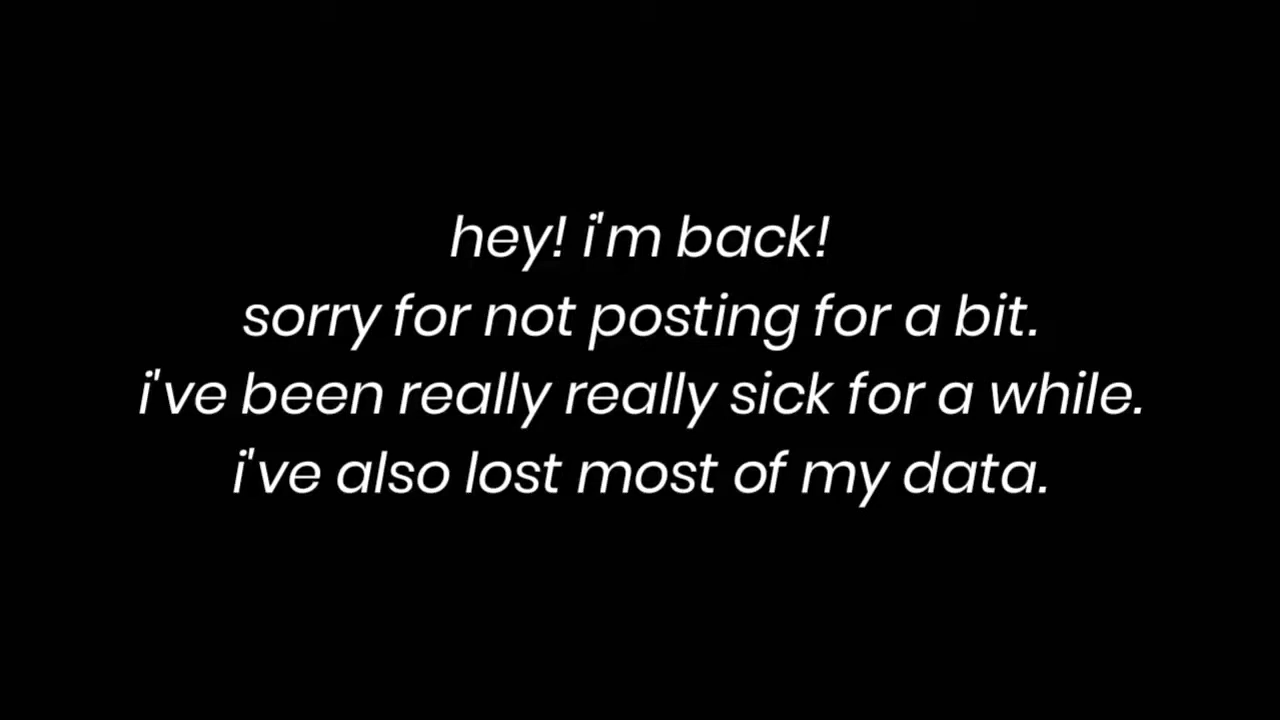 hey! i'm back!
sorry for not posting for a bit.
i've been really really sick for a while.
i've also lost most of my data.